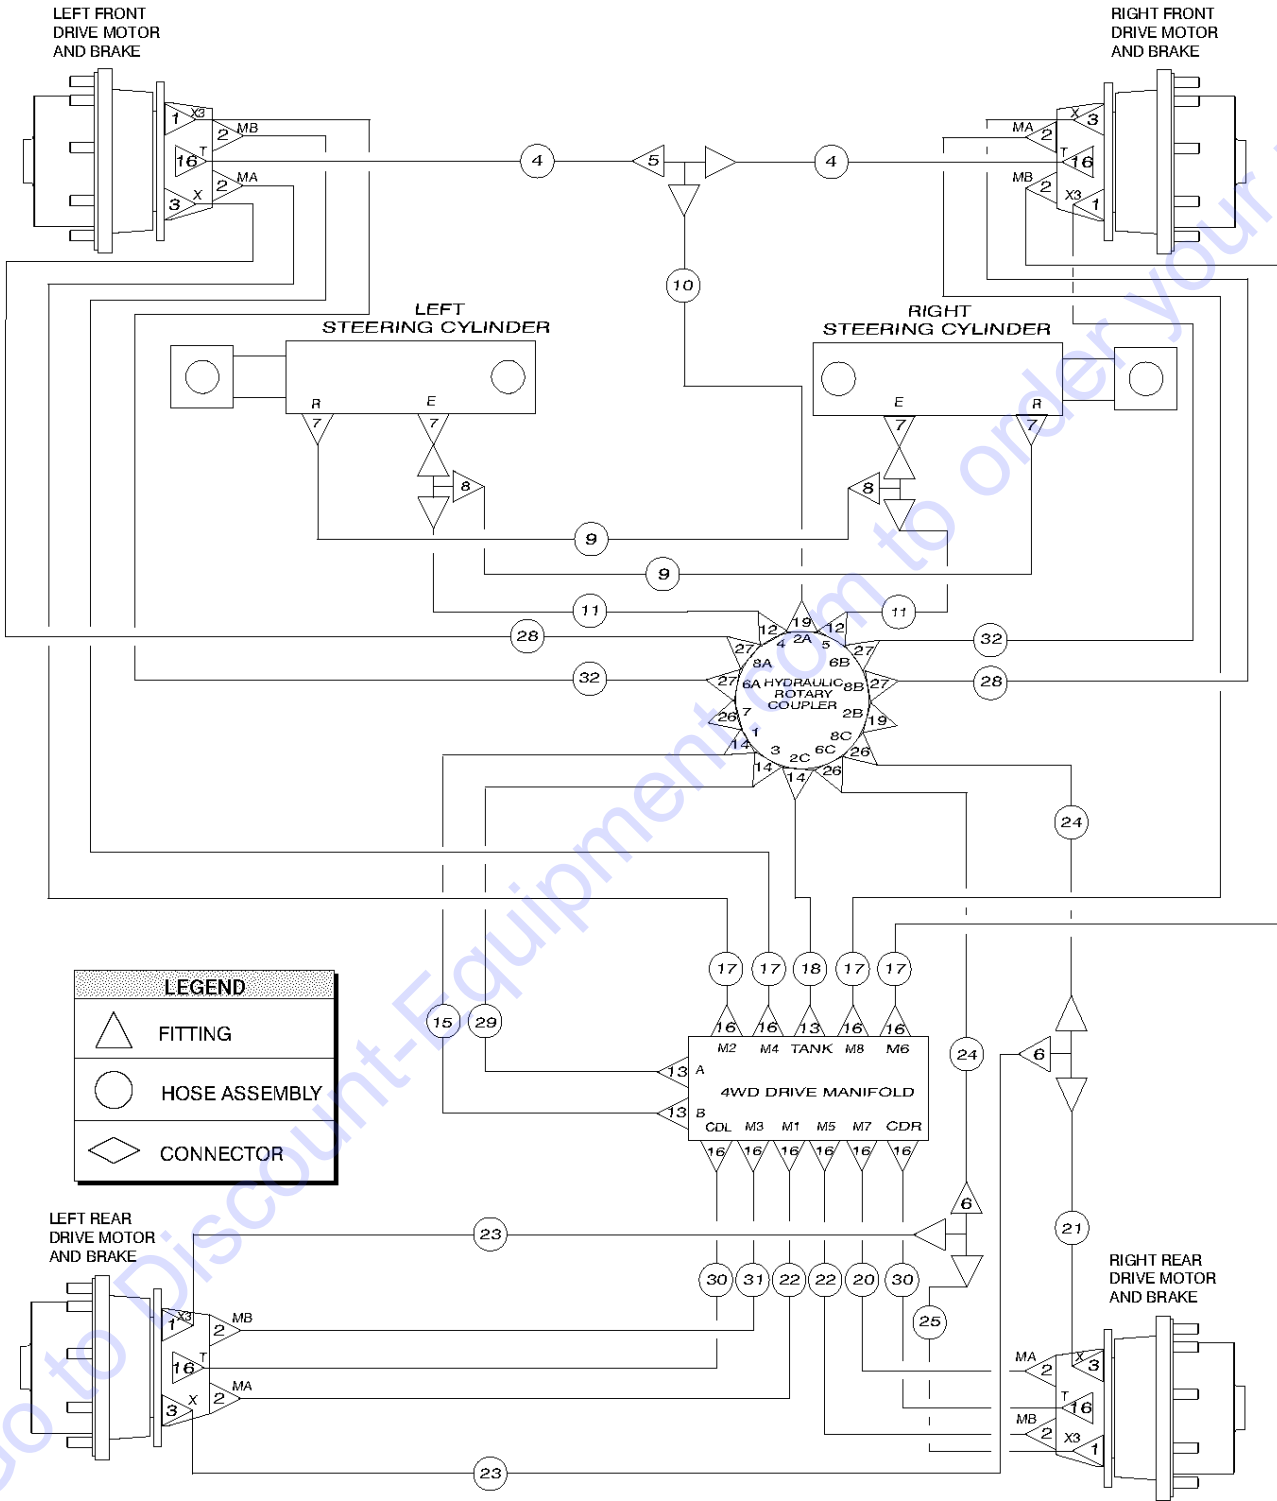 LEFT FRONT
DRIVE MOTOR
AND BRAKE
RIGHT FRONT
DRIVE MOTOR
AND BRAKE
1 X3
2 MB
16 T
2 MA
3 X
4
5
4
X 3
MA 2
T 16
MB 2
X3 1
10
LEFT
STEERING CYLINDER
RIGHT
STEERING CYLINDER
R
E
E
R
7
7
7
7
8
8
9
9
11
11
12
19
12
28
32
32
28
27
27
27
27
4
2A
5
8A
6B
6A
8B
7
2B
1
8C
3
2C
6C
HYDRAULIC
ROTARY
COUPLER
26
19
14
26
14
14
26
24
17
17
18
17
17
15
29
24
16
16
13
16
16
M2
M4
TANK
M8
M6
13
A
4WD DRIVE MANIFOLD
13
B
CDL
M3
M1
M5
M7
CDR
16
16
16
16
16
16
6
6
LEGEND
FITTING
HOSE ASSEMBLY
CONNECTOR
23
21
30
31
22
22
20
30
25
LEFT REAR
DRIVE MOTOR
AND BRAKE
RIGHT REAR
DRIVE MOTOR
AND BRAKE
1 X3
2 MB
16 T
2 MA
3 X
MA 2
X 3
T 16
MB 2
X3 1
23
Go to Discount-Equipment.com to order your